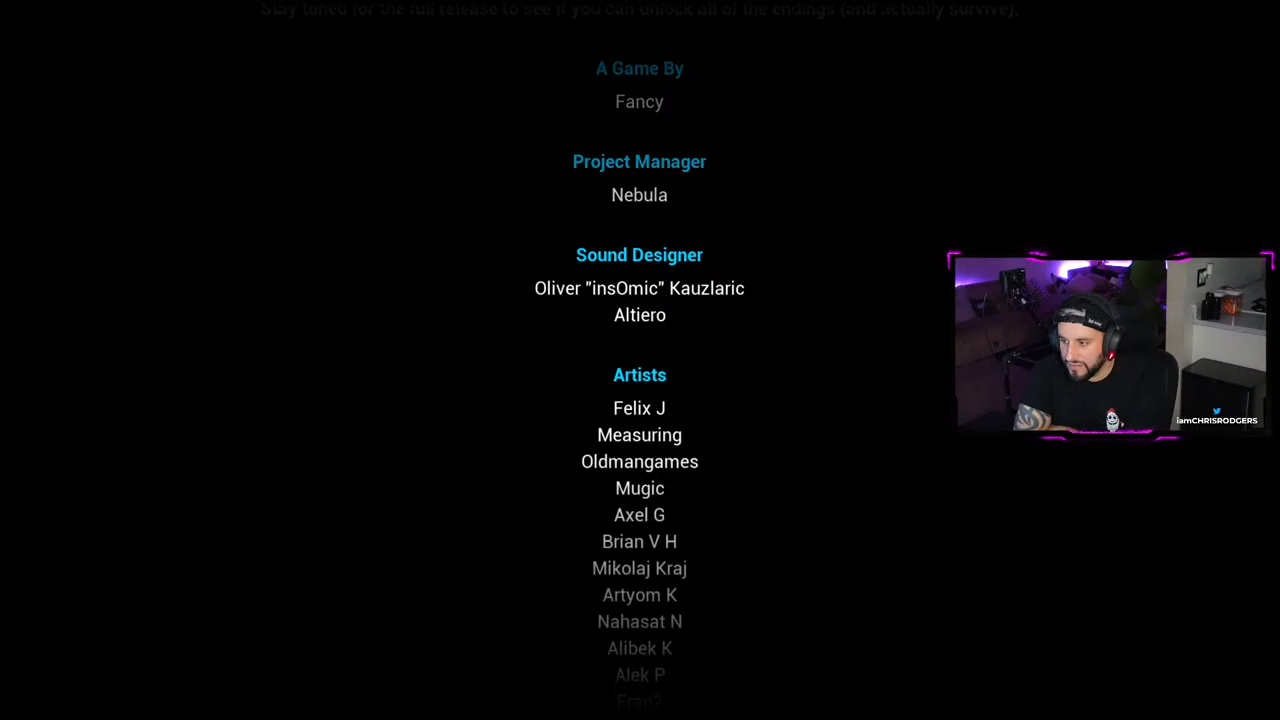 Stay tuned for the full release to see if you can unlock all of the endings (and actually survive).
A Game By
Fancy
Project Manager
Nebula
Sound Designer
Oliver "insOmic" Kauzlaric
Altiero
Artists
Felix J
Measuring
Oldmangames
Mugic
Axel G
Brian V H
Mikolaj Kraj
Artyom K
Nahasat N
Alibek K
Alek P
iamCHRISRODGERS